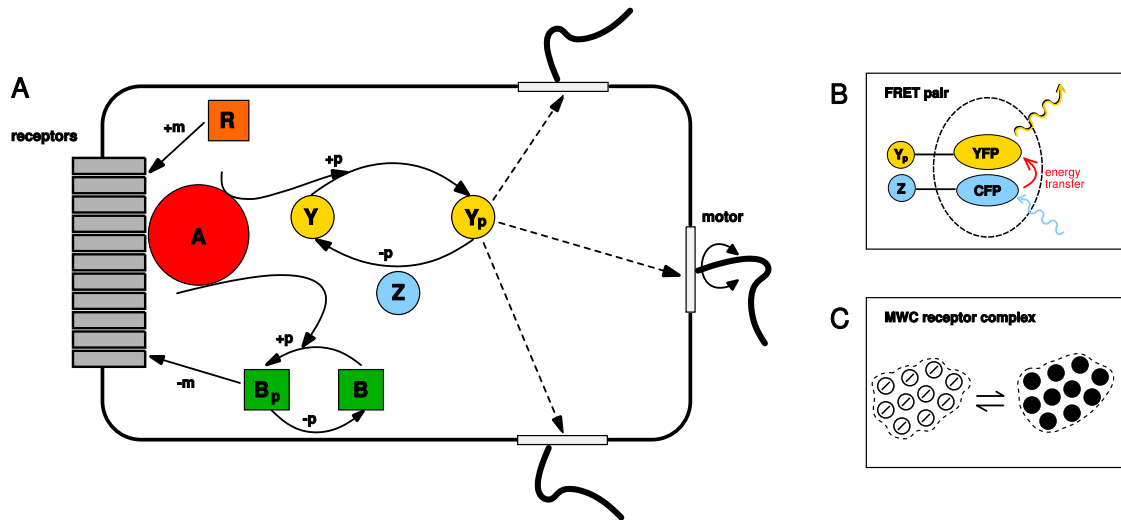 A
receptors
+m
R
A
+p
Y
Yp
-p
Z
motor
+p
-m
Bp
B
-p
B
FRET pair
Yp
YFP
Z
CFP
energy
transfer
C
MWC receptor complex